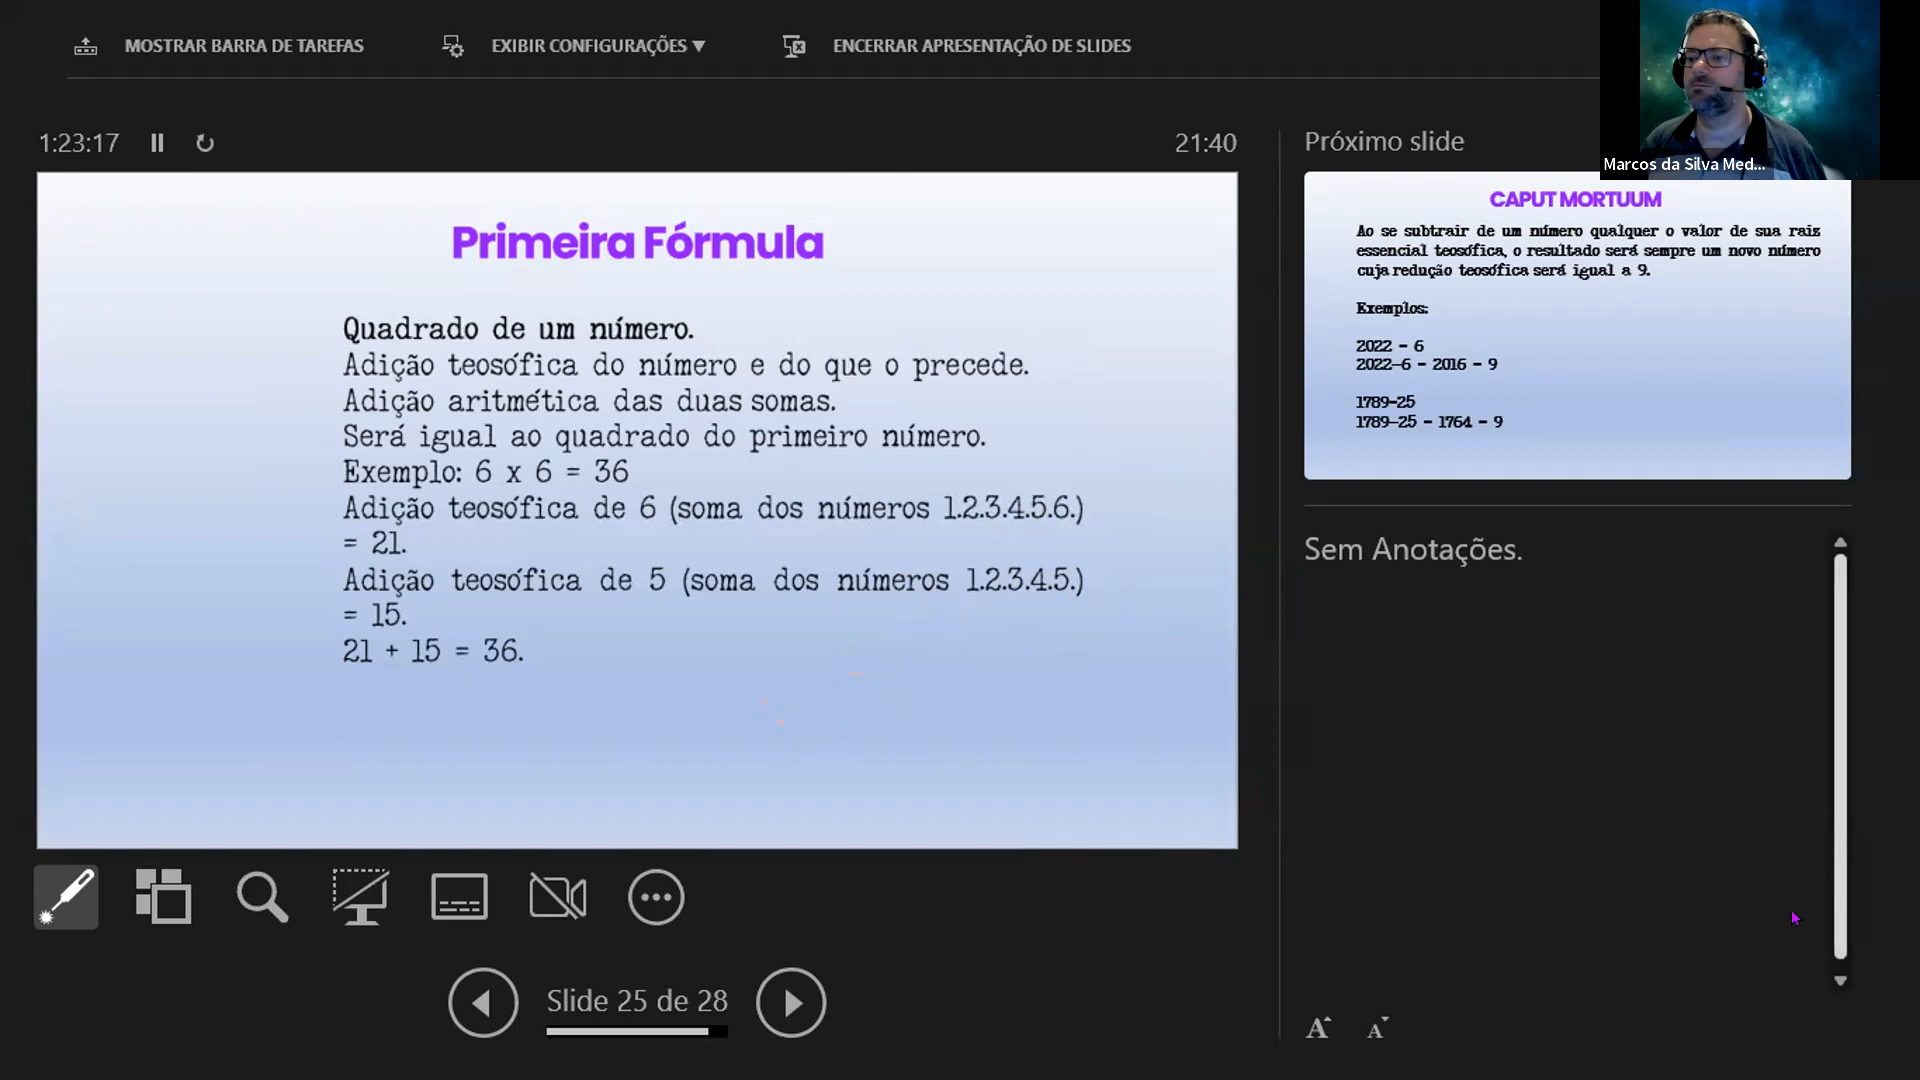 MOSTRAR BARRA DE TAREFAS
EXIBIR CONFIGURAÇÕES
ENCERRAR APRESENTAÇÃO DE SLIDES
Marcos da Silva Med...
1:23:17
21:40
Primeira Fórmula
Quadrado de um número.
Adição teosófica do número e do que o precede.
Adição aritmética das duas somas.
Será igual ao quadrado do primeiro número.
Exemplo: 6 x 6 = 36
Adição teosófica de 6 (soma dos números 1.2.3.4.5.6.)
= 21.
Adição teosófica de 5 (soma dos números 1.2.3.4.5.)
= 15.
21 + 15 = 36.
Slide 25 de 28
Próximo slide
CAPUT MORTUUM
Ao se subtrair de um número qualquer o valor de sua raiz
essencial teosófica, o resultado será sempre um novo número
cuja redução teosófica será igual a 9.
Exemplos:
2022 - 6
2022-6 - 2016 - 9
1789-25
1789-25 - 1764 - 9
Sem Anotações.
A A